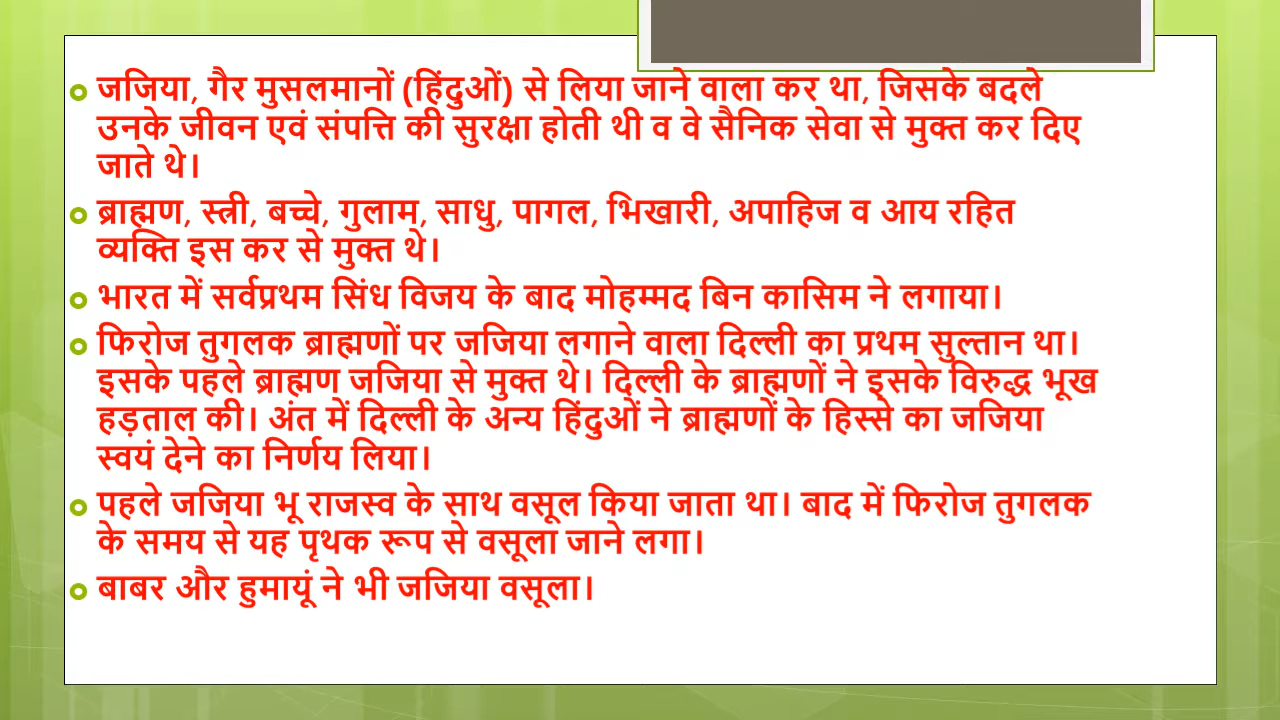 जजिया, गैर मुसलमानों (हिंदुओं) से लिया जाने वाला कर था, जिसके बदले
उनके जीवन एवं संपत्ति की सुरक्षा होती थी व वे सैनिक सेवा से मुक्त कर दिए
जाते थे।
ब्राह्मण, स्त्री, बच्चे, गुलाम, साधु, पागल, भिखारी, अपाहिज व आय रहित
व्यक्ति इस कर से मुक्त थे।
भारत में सर्वप्रथम सिंध विजय के बाद मोहम्मद बिन कासिम ने लगाया।
फिरोज तुगलक ब्राह्मणों पर जजिया लगाने वाला दिल्ली का प्रथम सुल्तान था।
इसके पहले ब्राह्मण जजिया से मुक्त थे। दिल्ली के ब्राह्मणों ने इसके विरुद्ध भूख
हड़ताल की। अंत में दिल्ली के अन्य हिंदुओं ने ब्राह्मणों के हिस्से का जजिया
स्वयं देने का निर्णय लिया।
पहले जजिया भू राजस्व के साथ वसूल किया जाता था। बाद में फिरोज तुगलक
के समय से यह पृथक रूप से वसूला जाने लगा।
बाबर और हुमायूं ने भी जजिया वसूला।